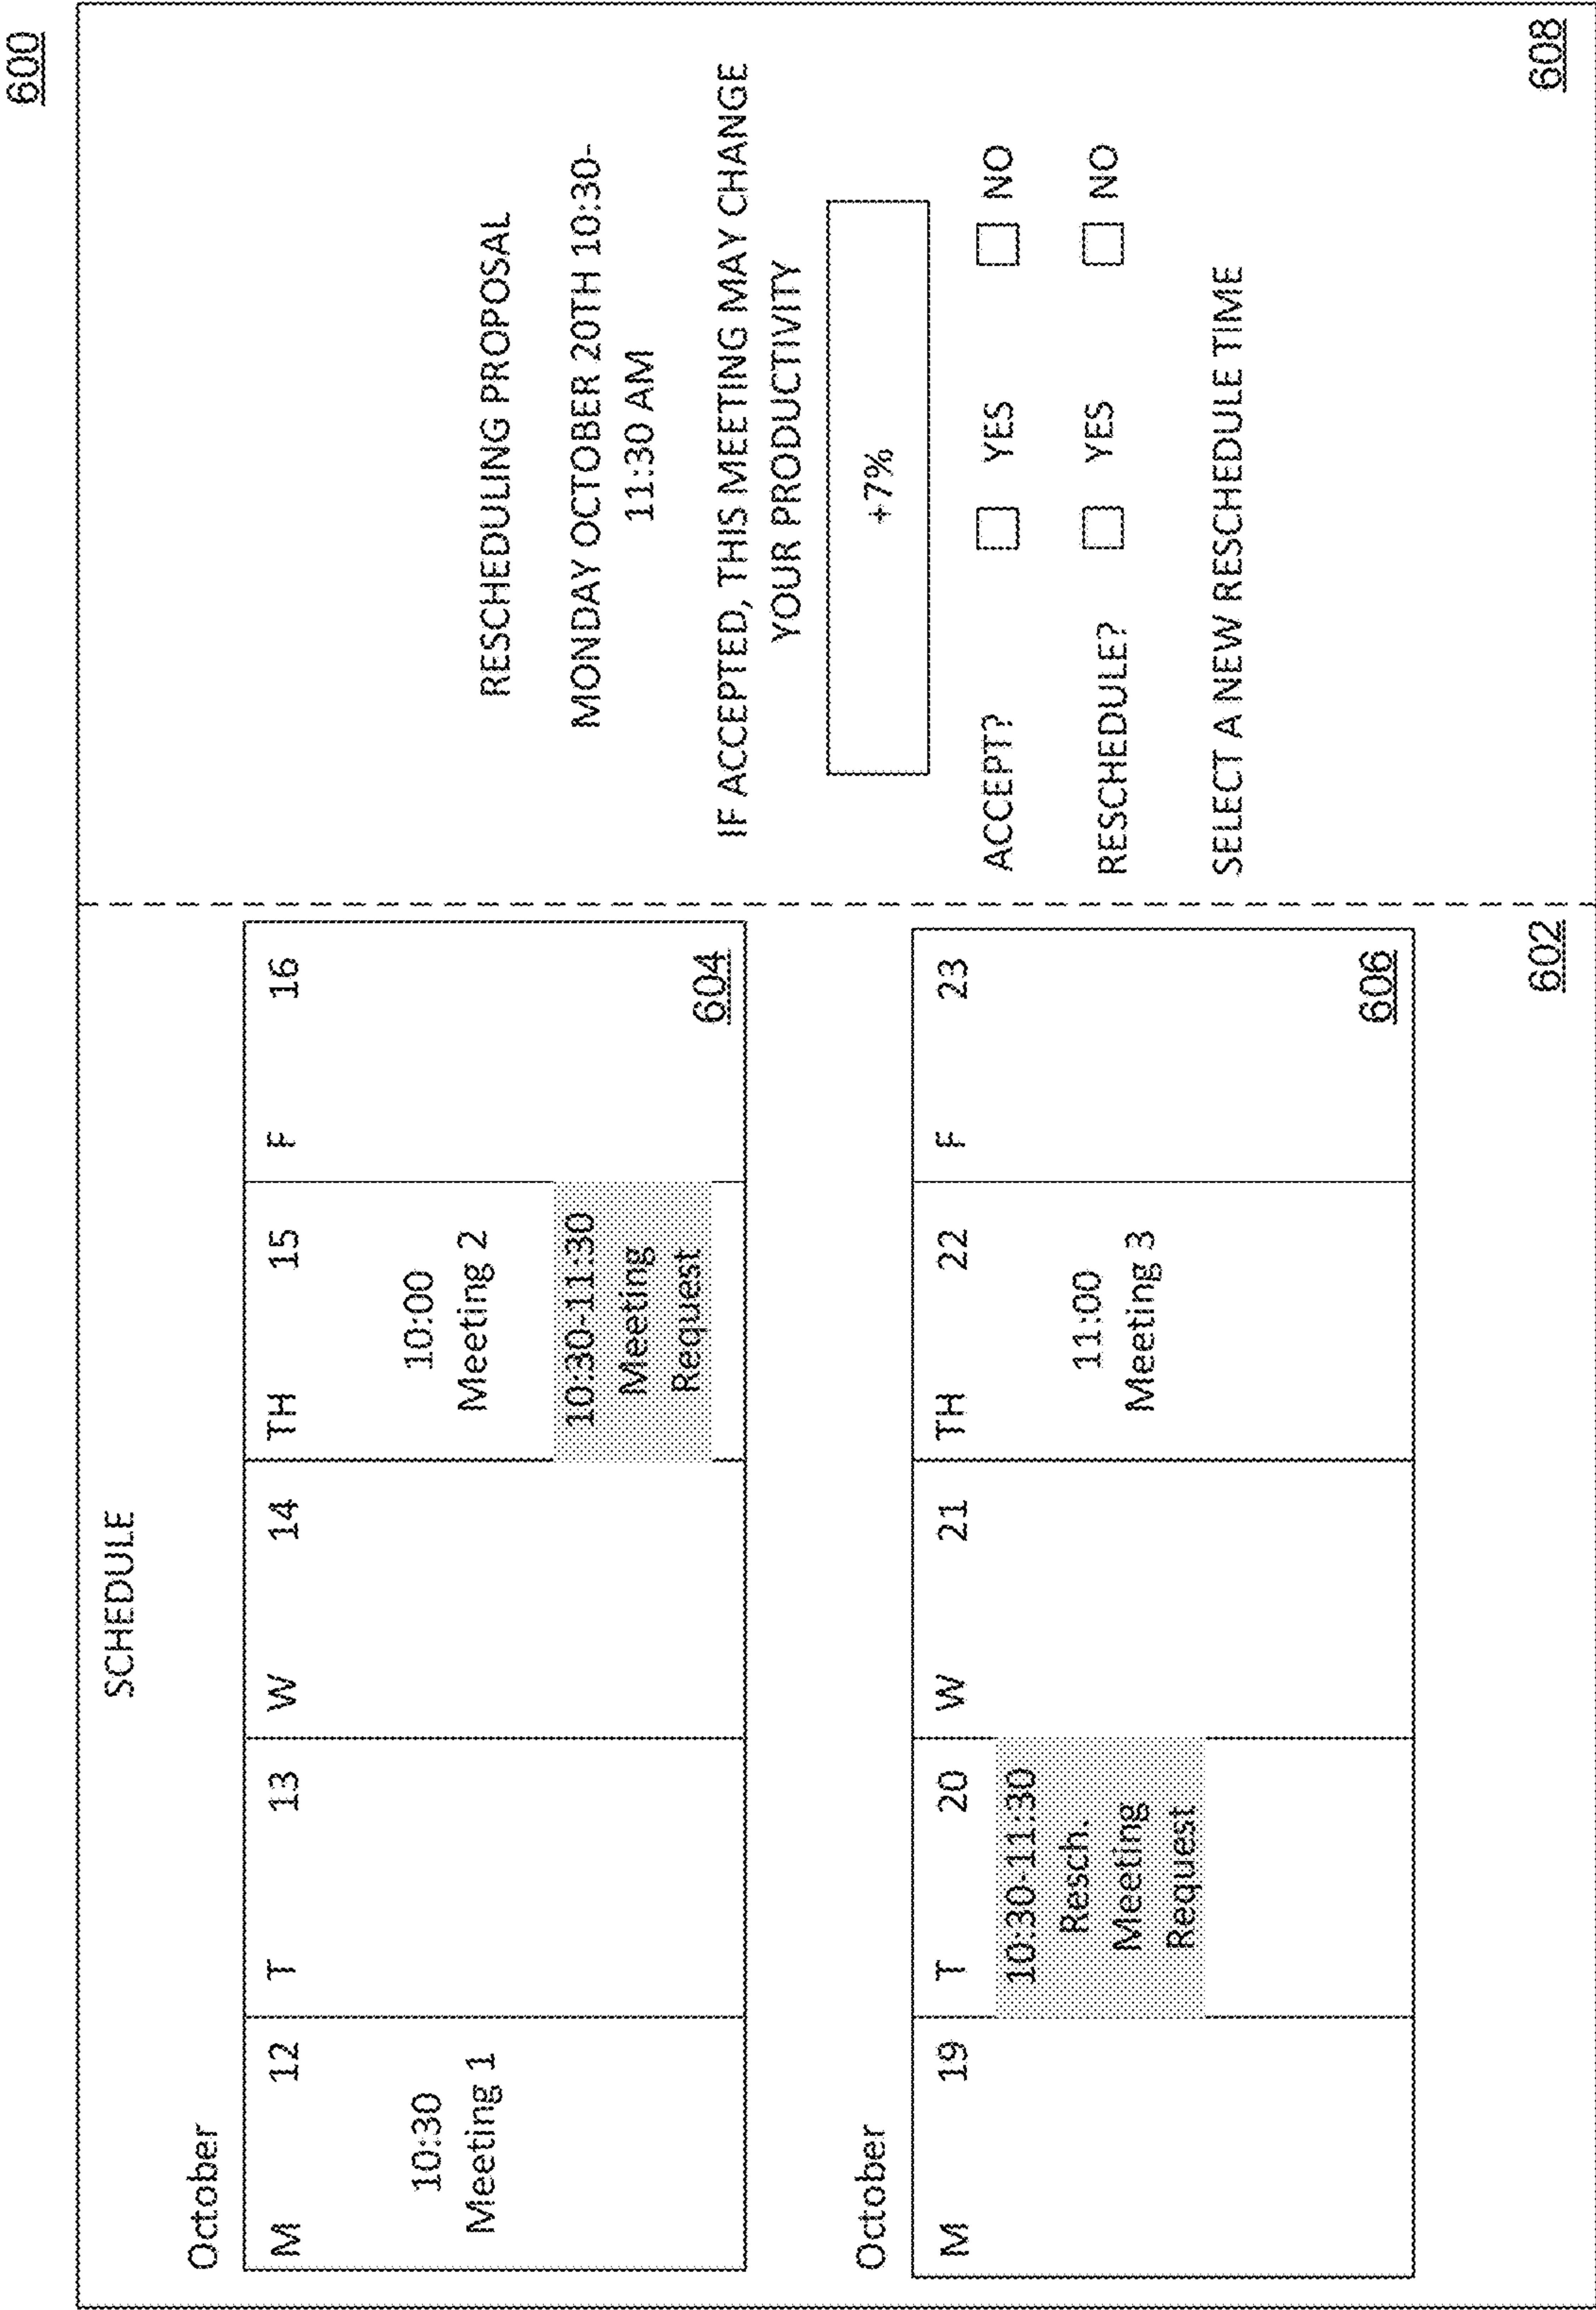 600
SCHEDULE
October
M 12
T 13
W 14
TH 15
F 16
10:30
Meeting 1
10:00
Meeting 2
10:30-11:30
Meeting
Request
604
October
M 19
T 20
W 21
TH 22
F 23
10:30-11:30
Resch.
Meeting
Request
11:00
Meeting 3
606
602
RESCHEDULING PROPOSAL
MONDAY OCTOBER 20TH 10:30-
11:30 AM
IF ACCEPTED, THIS MEETING MAY CHANGE
YOUR PRODUCTIVITY
+7%
ACCEPT? YES NO
RESCHEDULE? YES NO
SELECT A NEW RESCHEDULE TIME
608